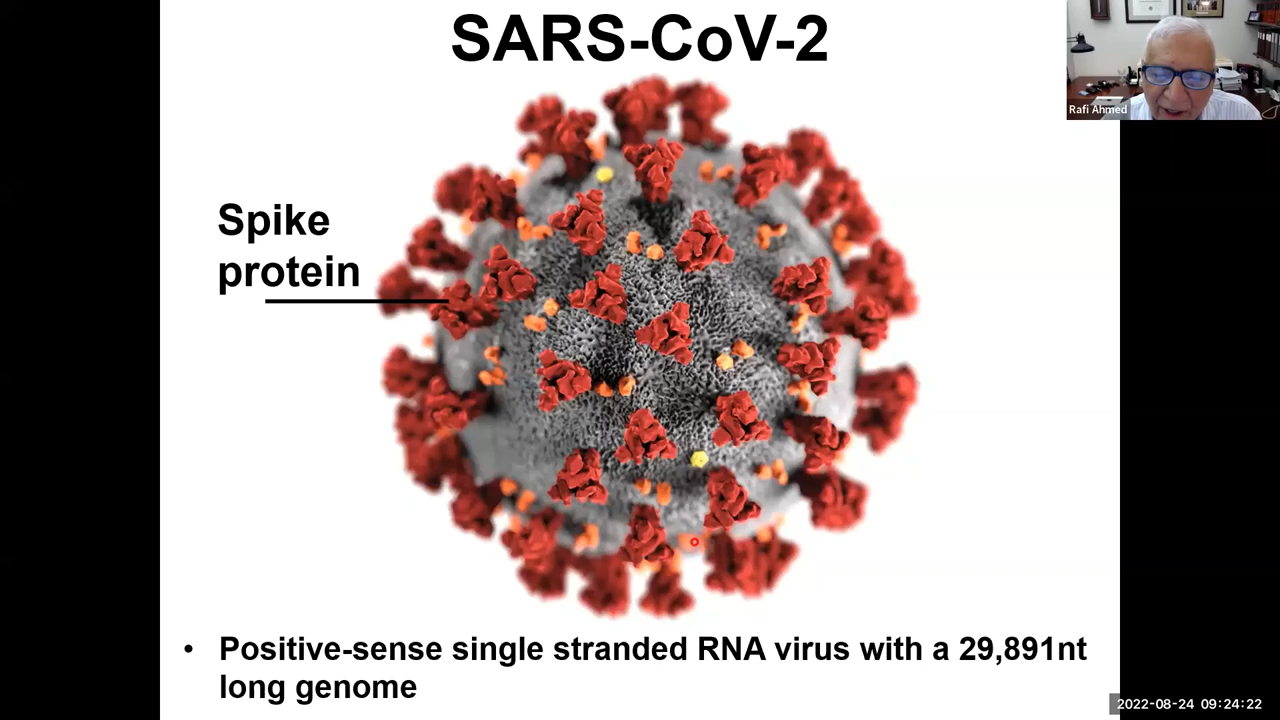 SARS-CoV-2
Rafi Ahmed
Spike
protein
• Positive-sense single stranded RNA virus with a 29,891nt
long genome
2022-08-24 09:24:22